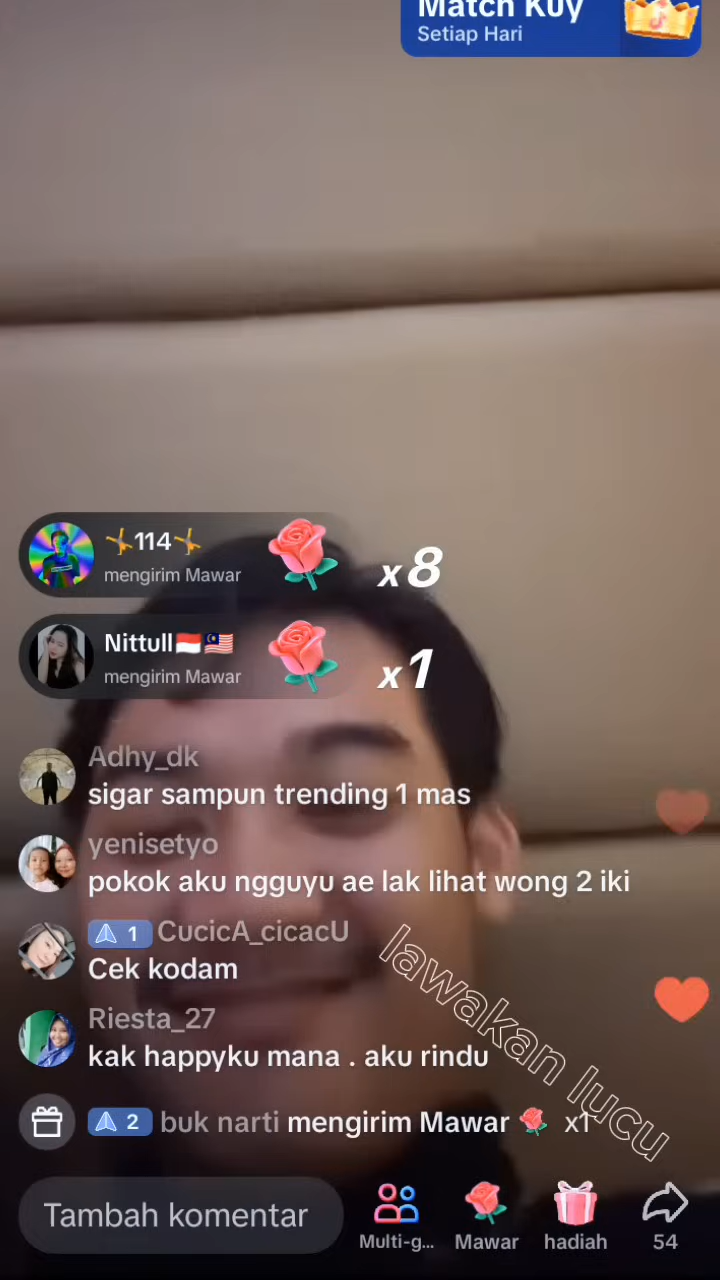 Match Kuy
Setiap Hari
114
mengirim Mawar
x8
Nittull
mengirim Mawar
x1
Adhy_dk
sigar sampun trending 1 mas
yenisetyo
pokok aku ngguyu ae lak lihat wong 2 iki
1 CucicA_cicacU
Cek kodam
Riesta_27
kak happyku mana . aku rindu
2 buk narti mengirim Mawar x1
lawakan lucu
Tambah komentar
Multi-g...
Mawar
hadiah
54